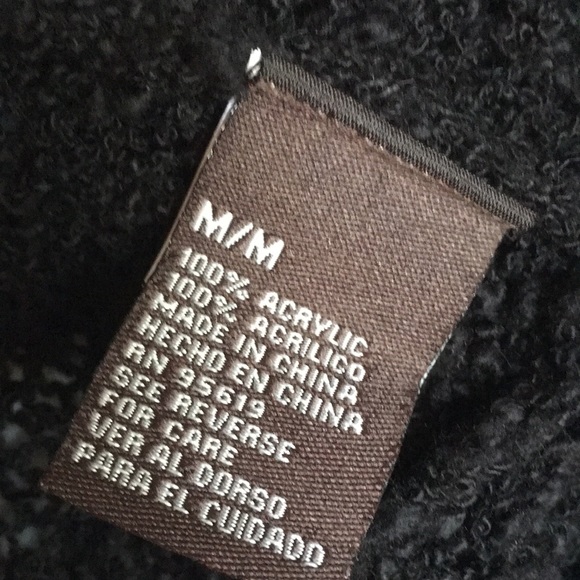 M/M
100% ACRYLIC
100% ACRILICO
MADE IN CHINA
HECHO EN CHINA
RN 95619
SEE REVERSE
FOR CARE
VER AL DORSO
PARA EL CUIDADO